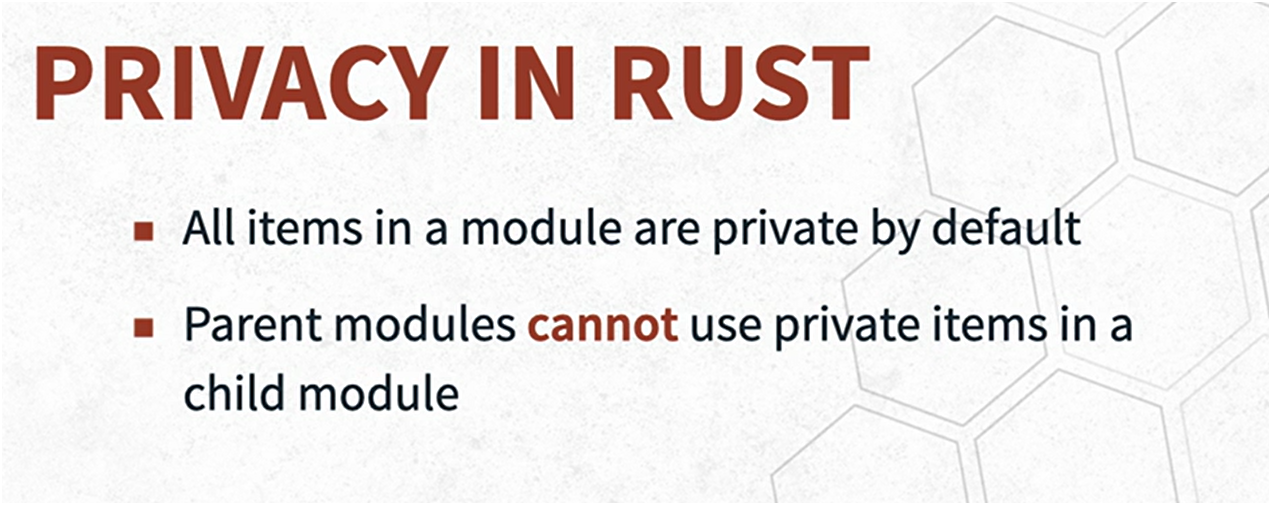 PRIVACY IN RUST
▪ All items in a module are private by default
▪ Parent modules cannot use private items in a
child module